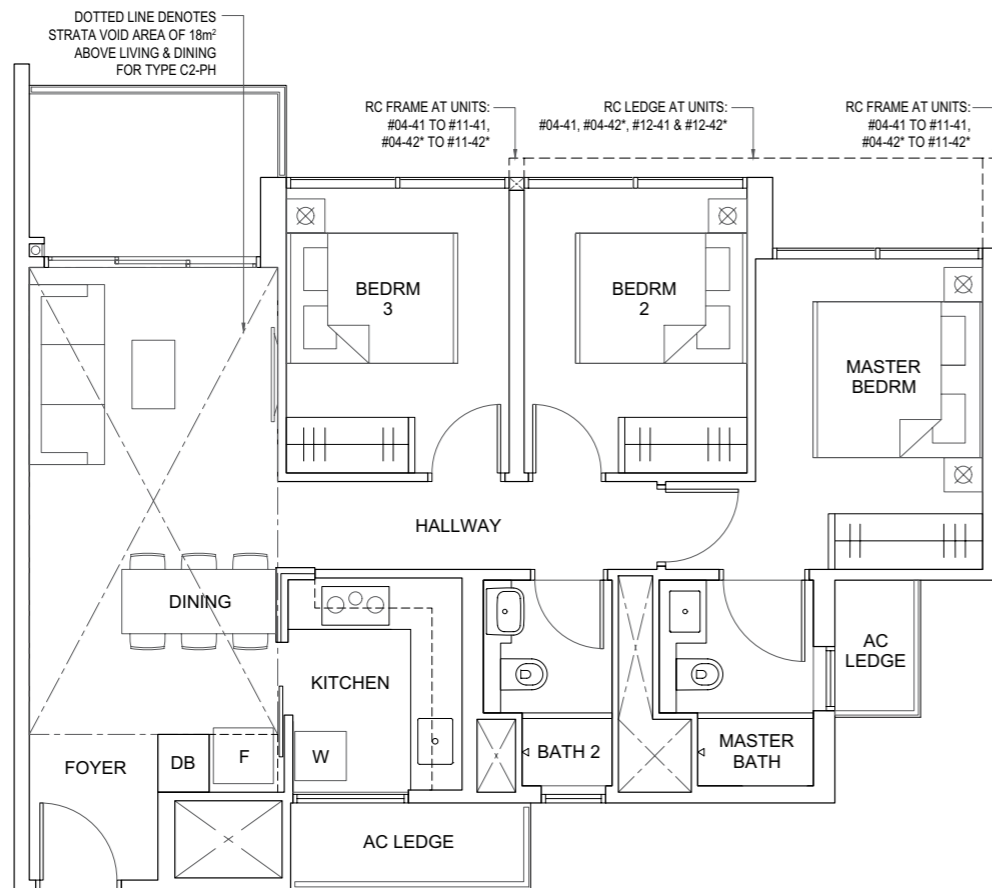 DOTTED LINE DENOTES
STRATA VOID AREA OF 18m²
ABOVE LIVING & DINING
FOR TYPE C2-PH
RC FRAME AT UNITS:
#04-41 TO #11-41,
#04-42* TO #11-42*
RC LEDGE AT UNITS:
#04-41, #04-42*, #12-41 & #12-42*
RC FRAME AT UNITS:
#04-41 TO #11-41,
#04-42* TO #11-42*
BEDRM
3
BEDRM
2
MASTER
BEDRM
HALLWAY
DINING
KITCHEN
AC
LEDGE
FOYER
DB
F
W
BATH 2
MASTER
BATH
AC LEDGE